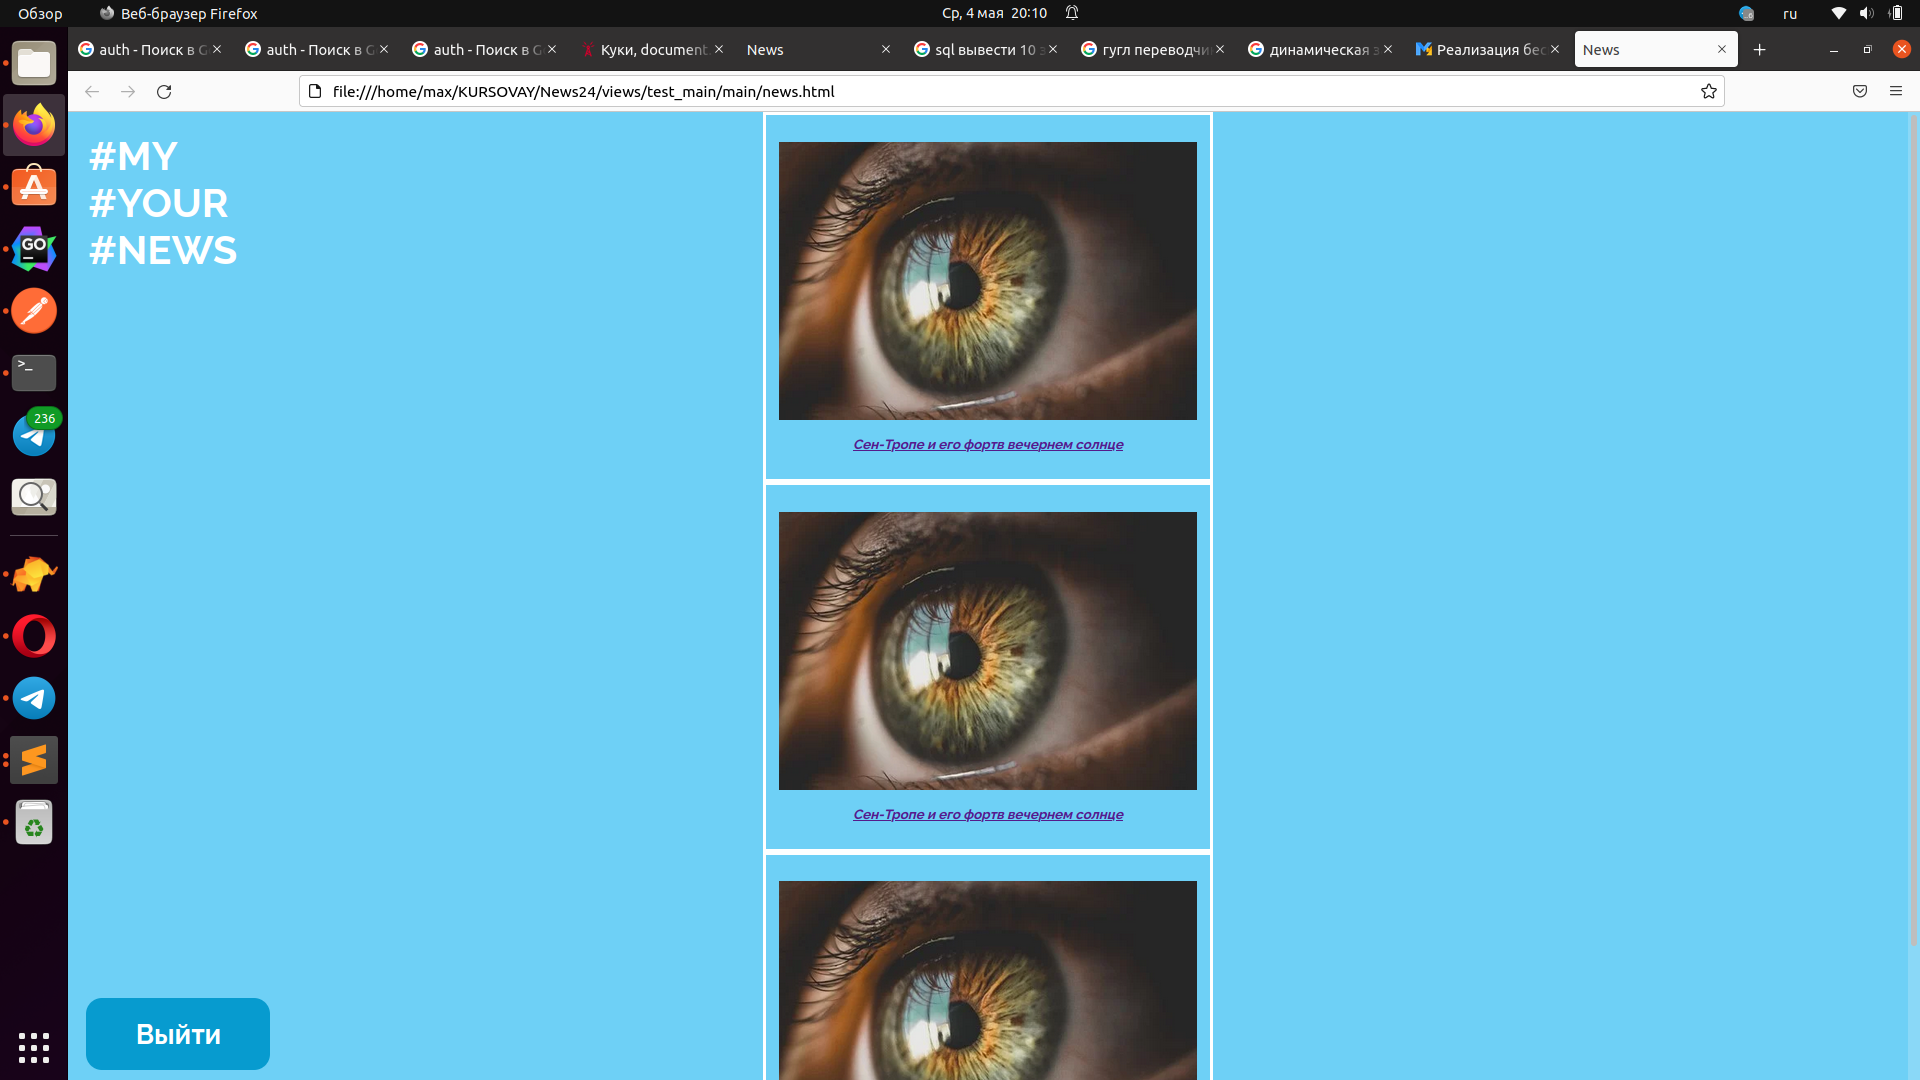 Обзор
Веб-браузер Firefox
Ср, 4 мая 20:10
ru
auth - Поиск в G
auth - Поиск в G
auth - Поиск в G
Куки, document.
News
sql вывести 10 з
гугл переводчи
динамическая з
Реализация бес
News
file:///home/max/KURSOVAY/News24/views/test_main/main/news.html
#MY
#YOUR
#NEWS
GO
>_
236
Сен-Тропе и его фортв вечернем солнце
Сен-Тропе и его фортв вечернем солнце
Выйти